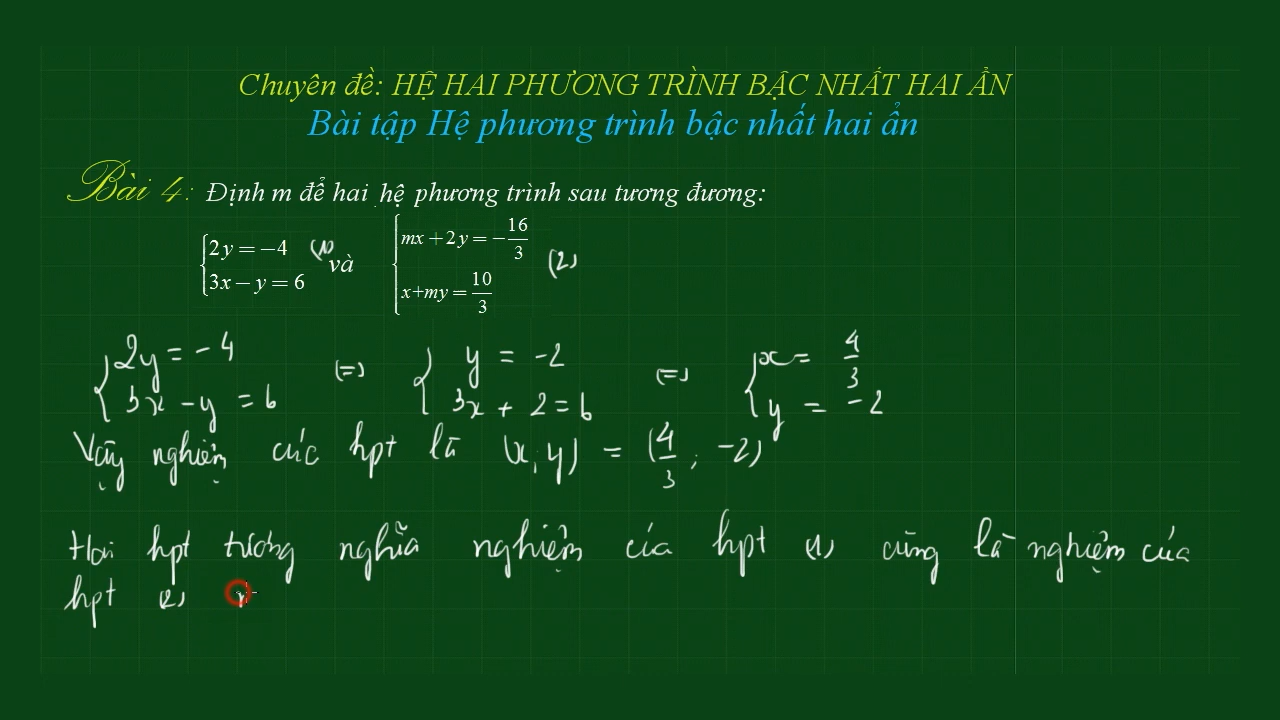 Chuyên đề: HỆ HAI PHƯƠNG TRÌNH BẬC NHẤT HAI ẨN
Bài tập Hệ phương trình bậc nhất hai ẩn
Bài 4: Định m để hai hệ phương trình sau tương đương:
{2y = −4 (1) và {mx + 2y = −16/3 (2)
3x − y = 6 x+my = 10/3
{2y = -4 (=) {y = -2 (=) {x = 4/3
3x - y = 6 3x + 2 = 6 y = -2
Vậy nghiệm của hpt là (x, y) = (4/3; -2)
Hai hpt tương nghĩa nghiệm của hpt (1) cũng là nghiệm của
hpt (2)